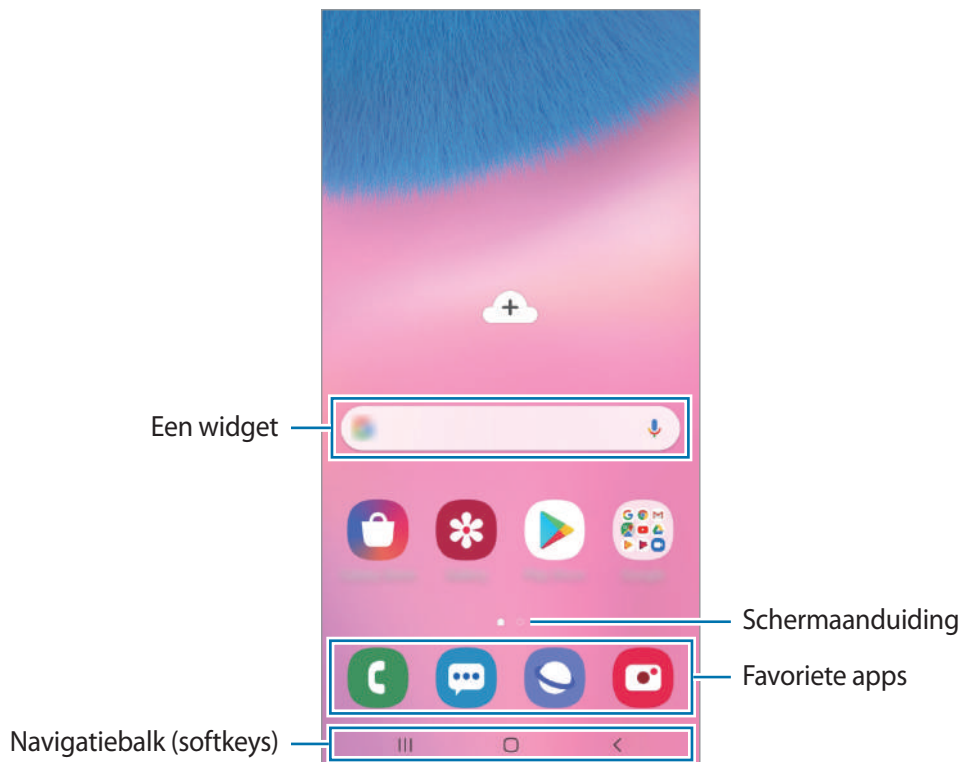 Een widget
Schermaanduiding
Favoriete apps
Navigatiebalk (softkeys)